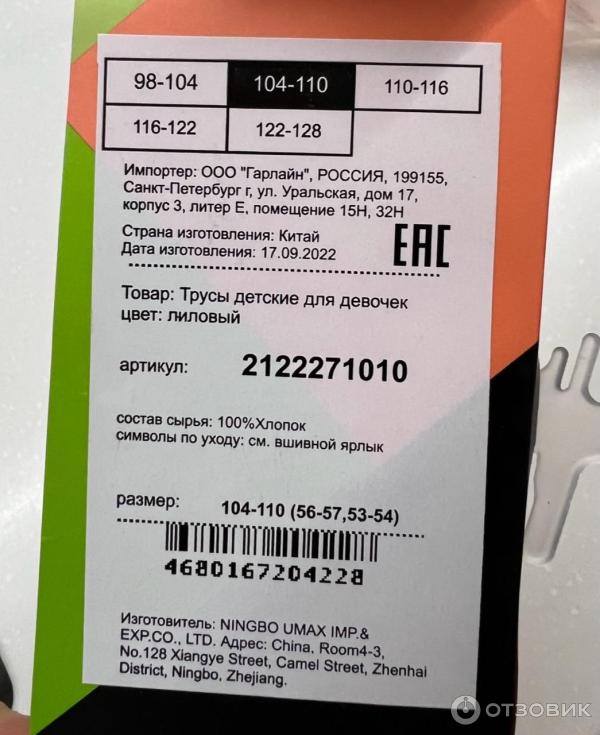 98-104 104-110 110-116
116-122 122-128
Импортер: ООО "Гарлайн", РОССИЯ, 199155,
Санкт-Петербург г, ул. Уральская, дом 17,
корпус 3, литер Е, помещение 15Н, 32Н
Страна изготовления: Китай
Дата изготовления: 17.09.2022
EAC
Товар: Трусы детские для девочек
цвет: лиловый
артикул: 2122271010
состав сырья: 100%Хлопок
символы по уходу: см. вшивной ярлык
размер: 104-110 (56-57,53-54)
4680167204228
Изготовитель: NINGBO UMAX IMP.&
EXP.CO., LTD. Адрес: China, Room4-3,
No.128 Xiangye Street, Camel Street, Zhenhai
District, Ningbo, Zhejiang.
ОТЗОВИК